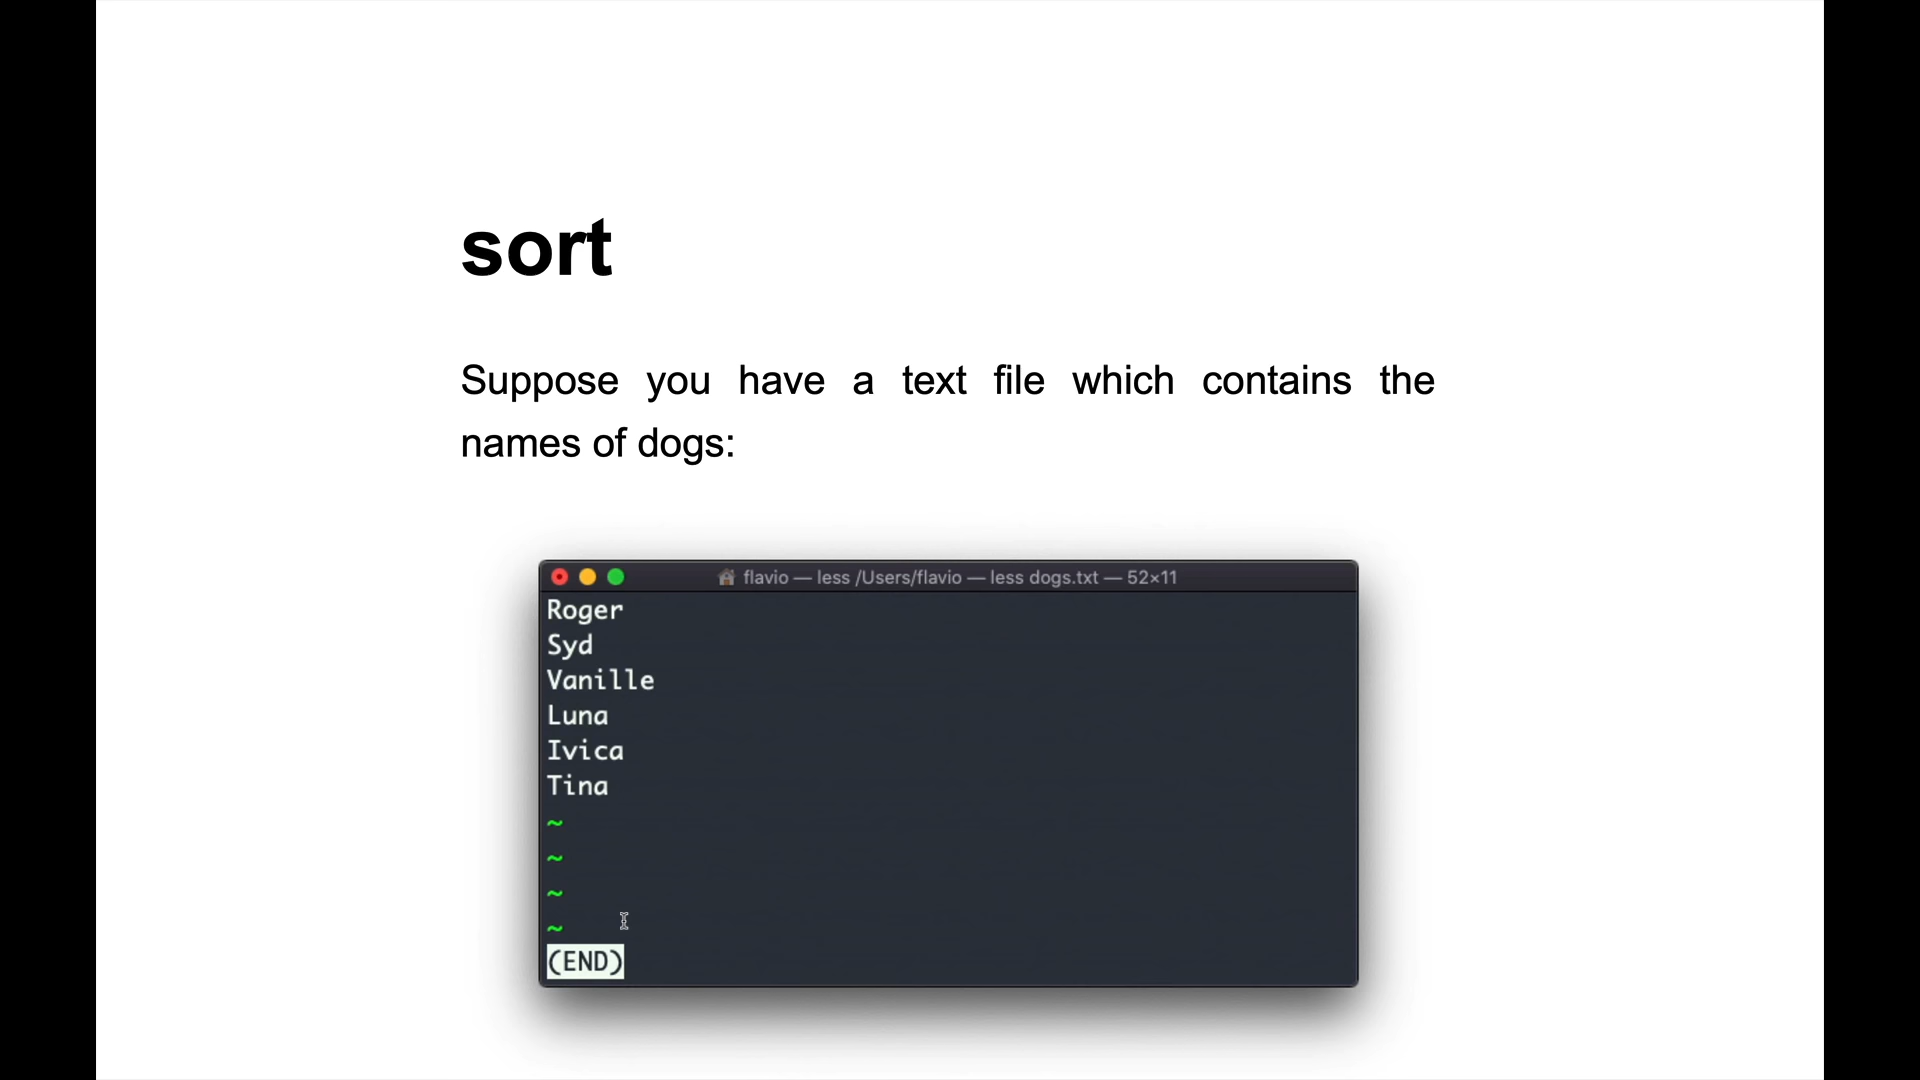 sort
Suppose you have a text file which contains the
names of dogs:
flavio — less /Users/flavio — less dogs.txt — 52×11
Roger
Syd
Vanille
Luna
Ivica
Tina
~
~
~
~
(END)